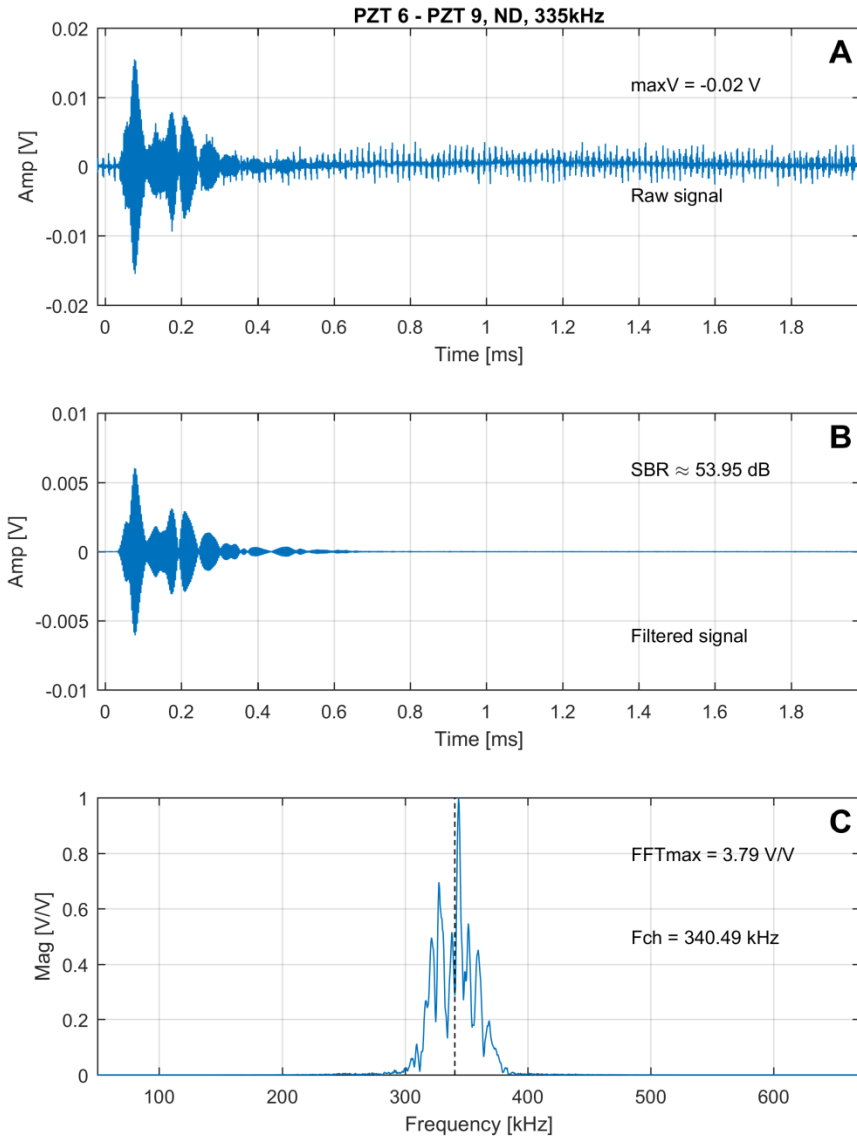 PZT 6 - PZT 9, ND, 335kHz
A
0.02
0.01
0
-0.01
-0.02
Amp [V]
maxV = -0.02 V
Raw signal
0 0.2 0.4 0.6 0.8 1 1.2 1.4 1.6 1.8
Time [ms]
B
0.01
0.005
0
-0.005
-0.01
Amp [V]
SBR ≈ 53.95 dB
Filtered signal
0 0.2 0.4 0.6 0.8 1 1.2 1.4 1.6 1.8
Time [ms]
C
1
0.8
0.6
0.4
0.2
0
Mag [V/V]
FFTmax = 3.79 V/V
Fch = 340.49 kHz
100 200 300 400 500 600
Frequency [kHz]